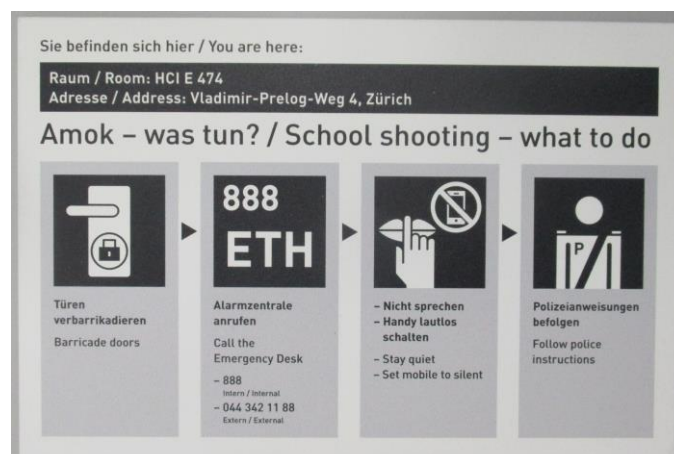 Sie befinden sich hier / You are here:
Raum / Room: HCI E 474
Adresse / Address: Vladimir-Prelog-Weg 4, Zürich
Amok – was tun? / School shooting – what to do
888
ETH
P
Türen
verbarrikadieren
Barricade doors
Alarmzentrale
anrufen
Call the
Emergency Desk
– 888
Intern / Internal
– 044 342 11 88
Extern / External
– Nicht sprechen
– Handy lautlos
schalten
– Stay quiet
– Set mobile to silent
Polizeianweisungen
befolgen
Follow police
instructions